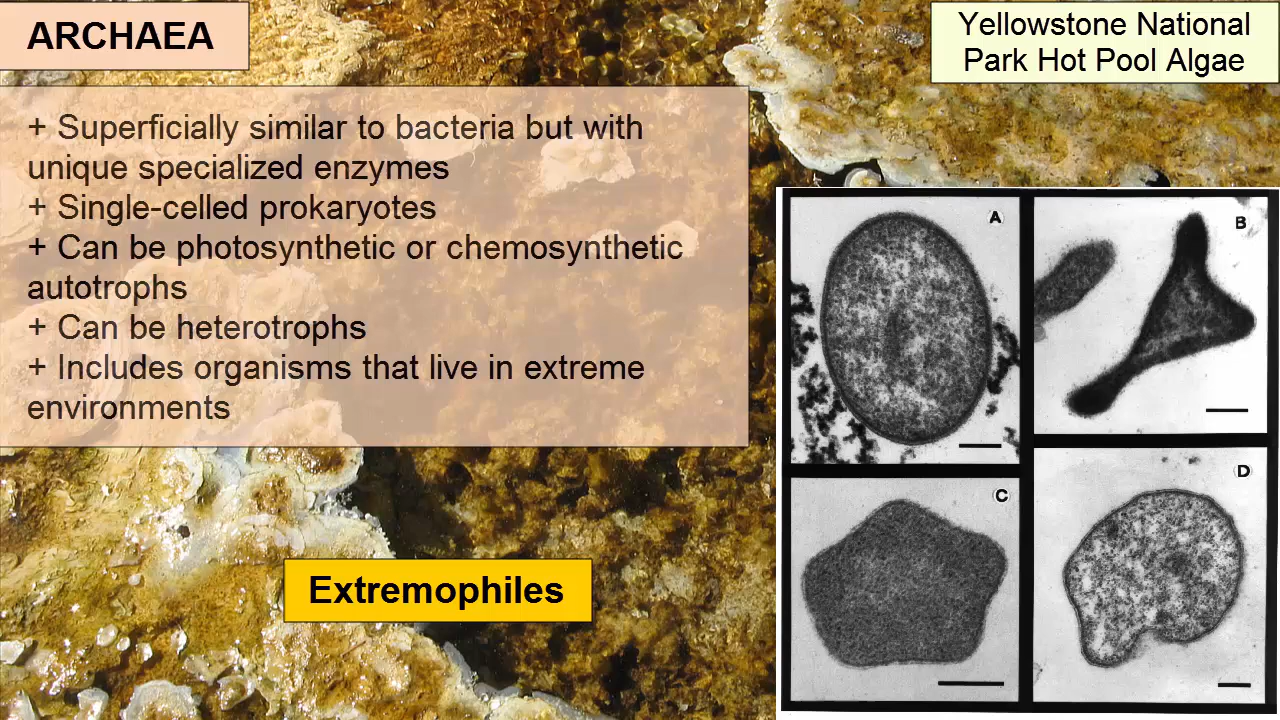 ARCHAEA
Yellowstone National
Park Hot Pool Algae
+ Superficially similar to bacteria but with
unique specialized enzymes
+ Single-celled prokaryotes
+ Can be photosynthetic or chemosynthetic
autotrophs
+ Can be heterotrophs
+ Includes organisms that live in extreme
environments
A
B
C
D
Extremophiles